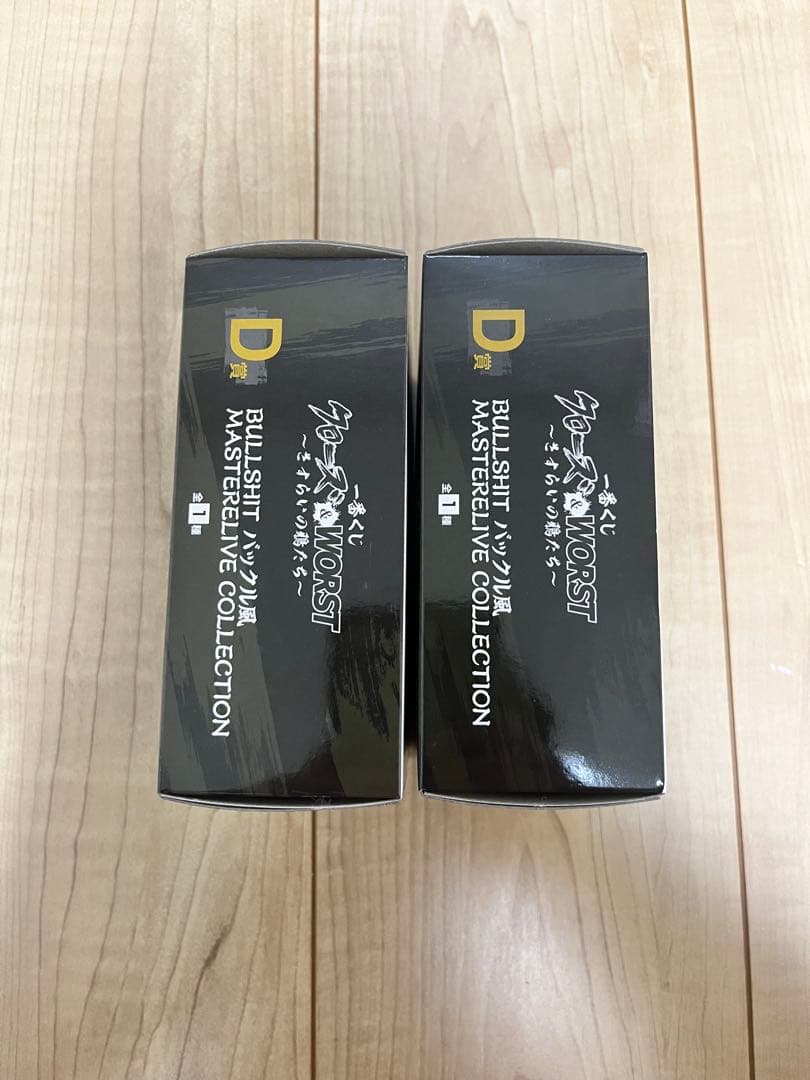 D賞
BULLSHIT バックル風
MASTERELIVE COLLECTION
全1種
一番くじ
クローズ&WORST
～さすらいの鴉たち～
D賞
BULLSHIT バックル風
MASTERELIVE COLLECTION
全1種
一番くじ
クローズ&WORST
～さすらいの鴉たち～